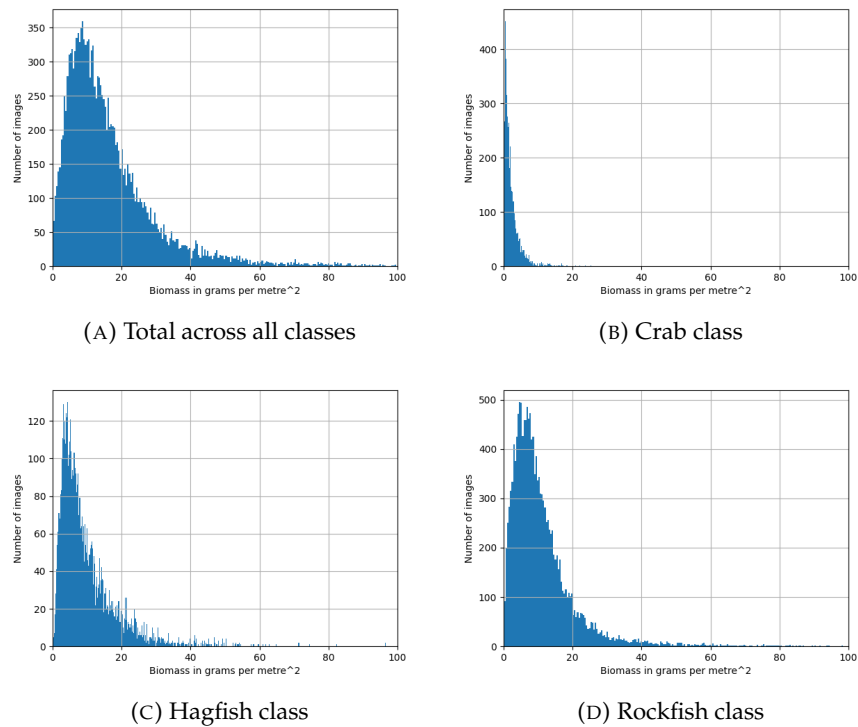 350
300
250
200
150
100
50
0
Number of images
0 20 40 60 80 100
Biomass in grams per metre^2
(A) Total across all classes
400
300
200
100
0
Number of images
0 20 40 60 80 100
Biomass in grams per metre^2
(B) Crab class
120
100
80
60
40
20
0
Number of images
0 20 40 60 80 100
Biomass in grams per metre^2
(C) Hagfish class
500
400
300
200
100
0
Number of images
0 20 40 60 80 100
Biomass in grams per metre^2
(D) Rockfish class